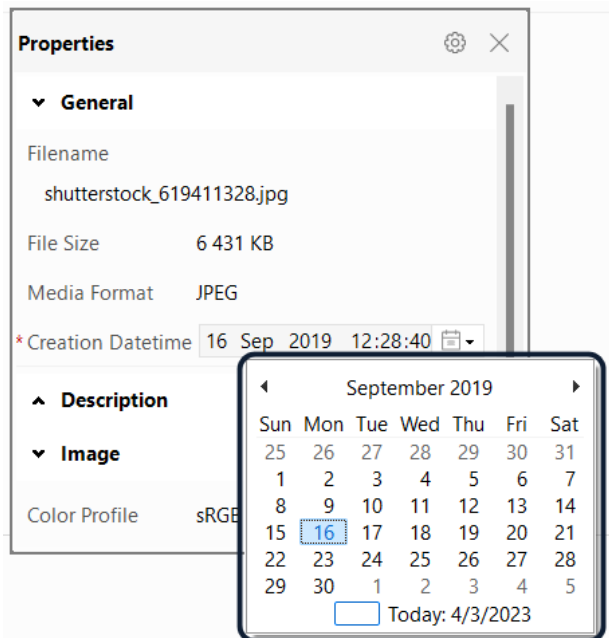 Properties
General
Filename
shutterstock_619411328.jpg
File Size 6 431 KB
Media Format JPEG
* Creation Datetime 16 Sep 2019 12:28:40
Description
Image
Color Profile sRGB
September 2019
Sun Mon Tue Wed Thu Fri Sat
25 26 27 28 29 30 31
1 2 3 4 5 6 7
8 9 10 11 12 13 14
15 16 17 18 19 20 21
22 23 24 25 26 27 28
29 30 1 2 3 4 5
Today: 4/3/2023